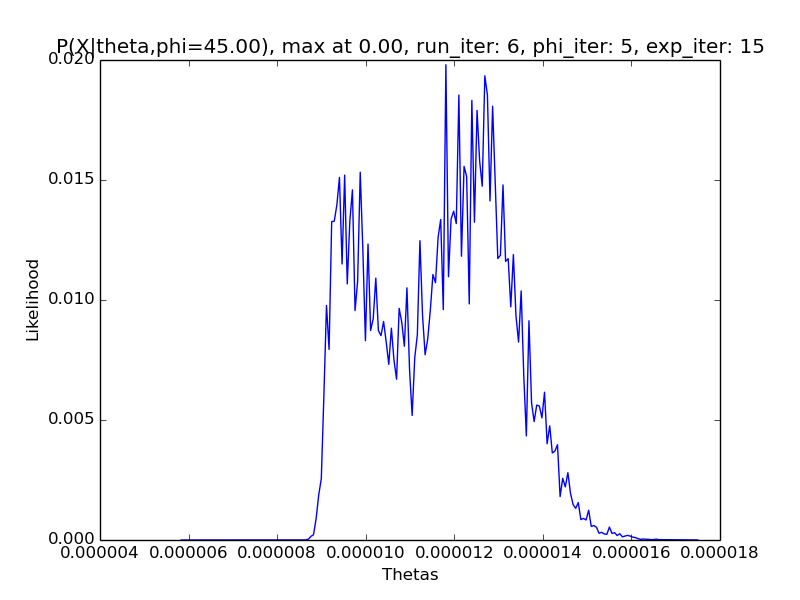 P(X|theta,phi=45.00), max at 0.00, run_iter: 6, phi_iter: 5, exp_iter: 15
0.020
0.015
0.010
0.005
0.000
Likelihood
0.000004 0.000006 0.000008 0.000010 0.000012 0.000014 0.000016 0.000018
Thetas